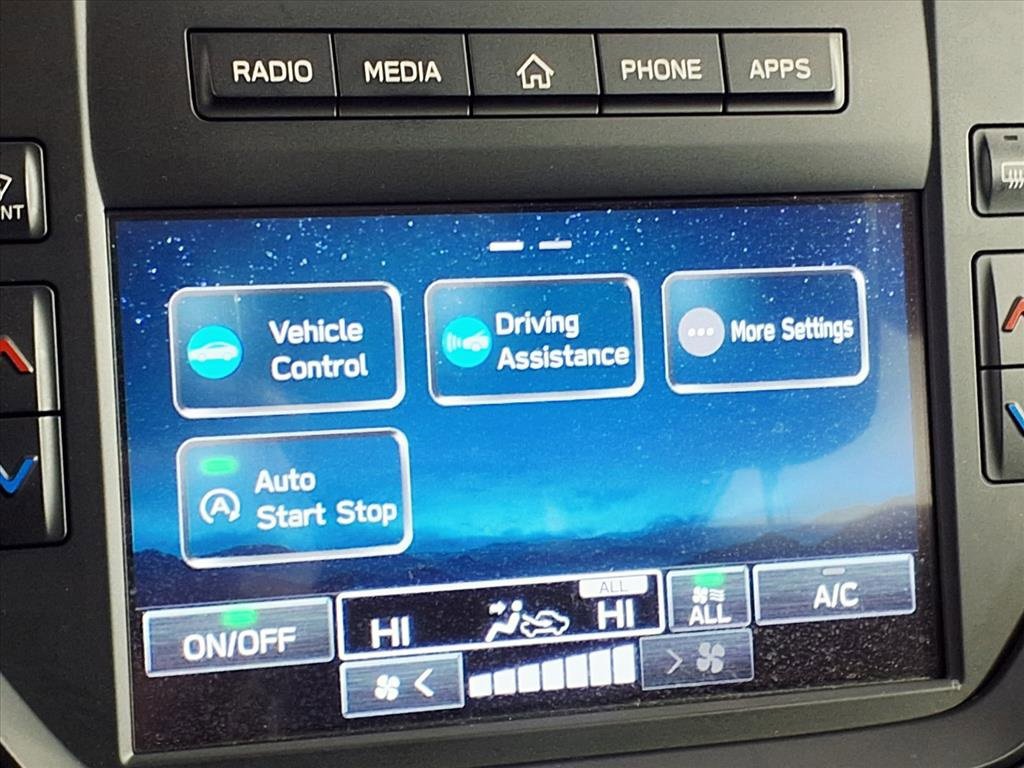 RADIO MEDIA PHONE APPS
NT
Vehicle
Control
Driving
Assistance
More Settings
Auto
Start Stop
A
ON/OFF
HI
ALL
HI
ALL
A/C